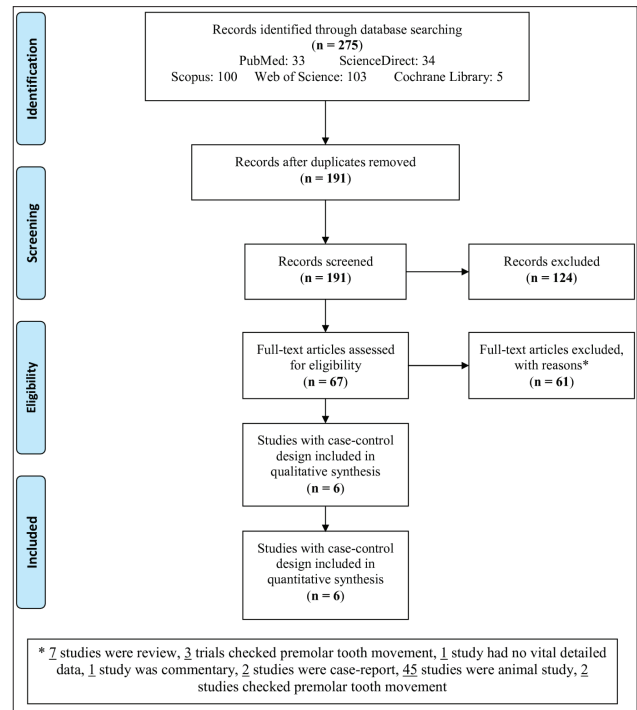 Identification
Records identified through database searching
(n = 275)
PubMed: 33 ScienceDirect: 34
Scopus: 100 Web of Science: 103 Cochrane Library: 5
Records after duplicates removed
(n = 191)
Screening
Records screened
(n = 191)
Records excluded
(n = 124)
Eligibility
Full-text articles assessed
for eligibility
(n = 67)
Full-text articles excluded,
with reasons*
(n = 61)
Studies with case-control
design included in
qualitative synthesis
(n = 6)
Included
Studies with case-control
design included in
quantitative synthesis
(n = 6)
* 7 studies were review, 3 trials checked premolar tooth movement, 1 study had no vital detailed
data, 1 study was commentary, 2 studies were case-report, 45 studies were animal study, 2
studies checked premolar tooth movement